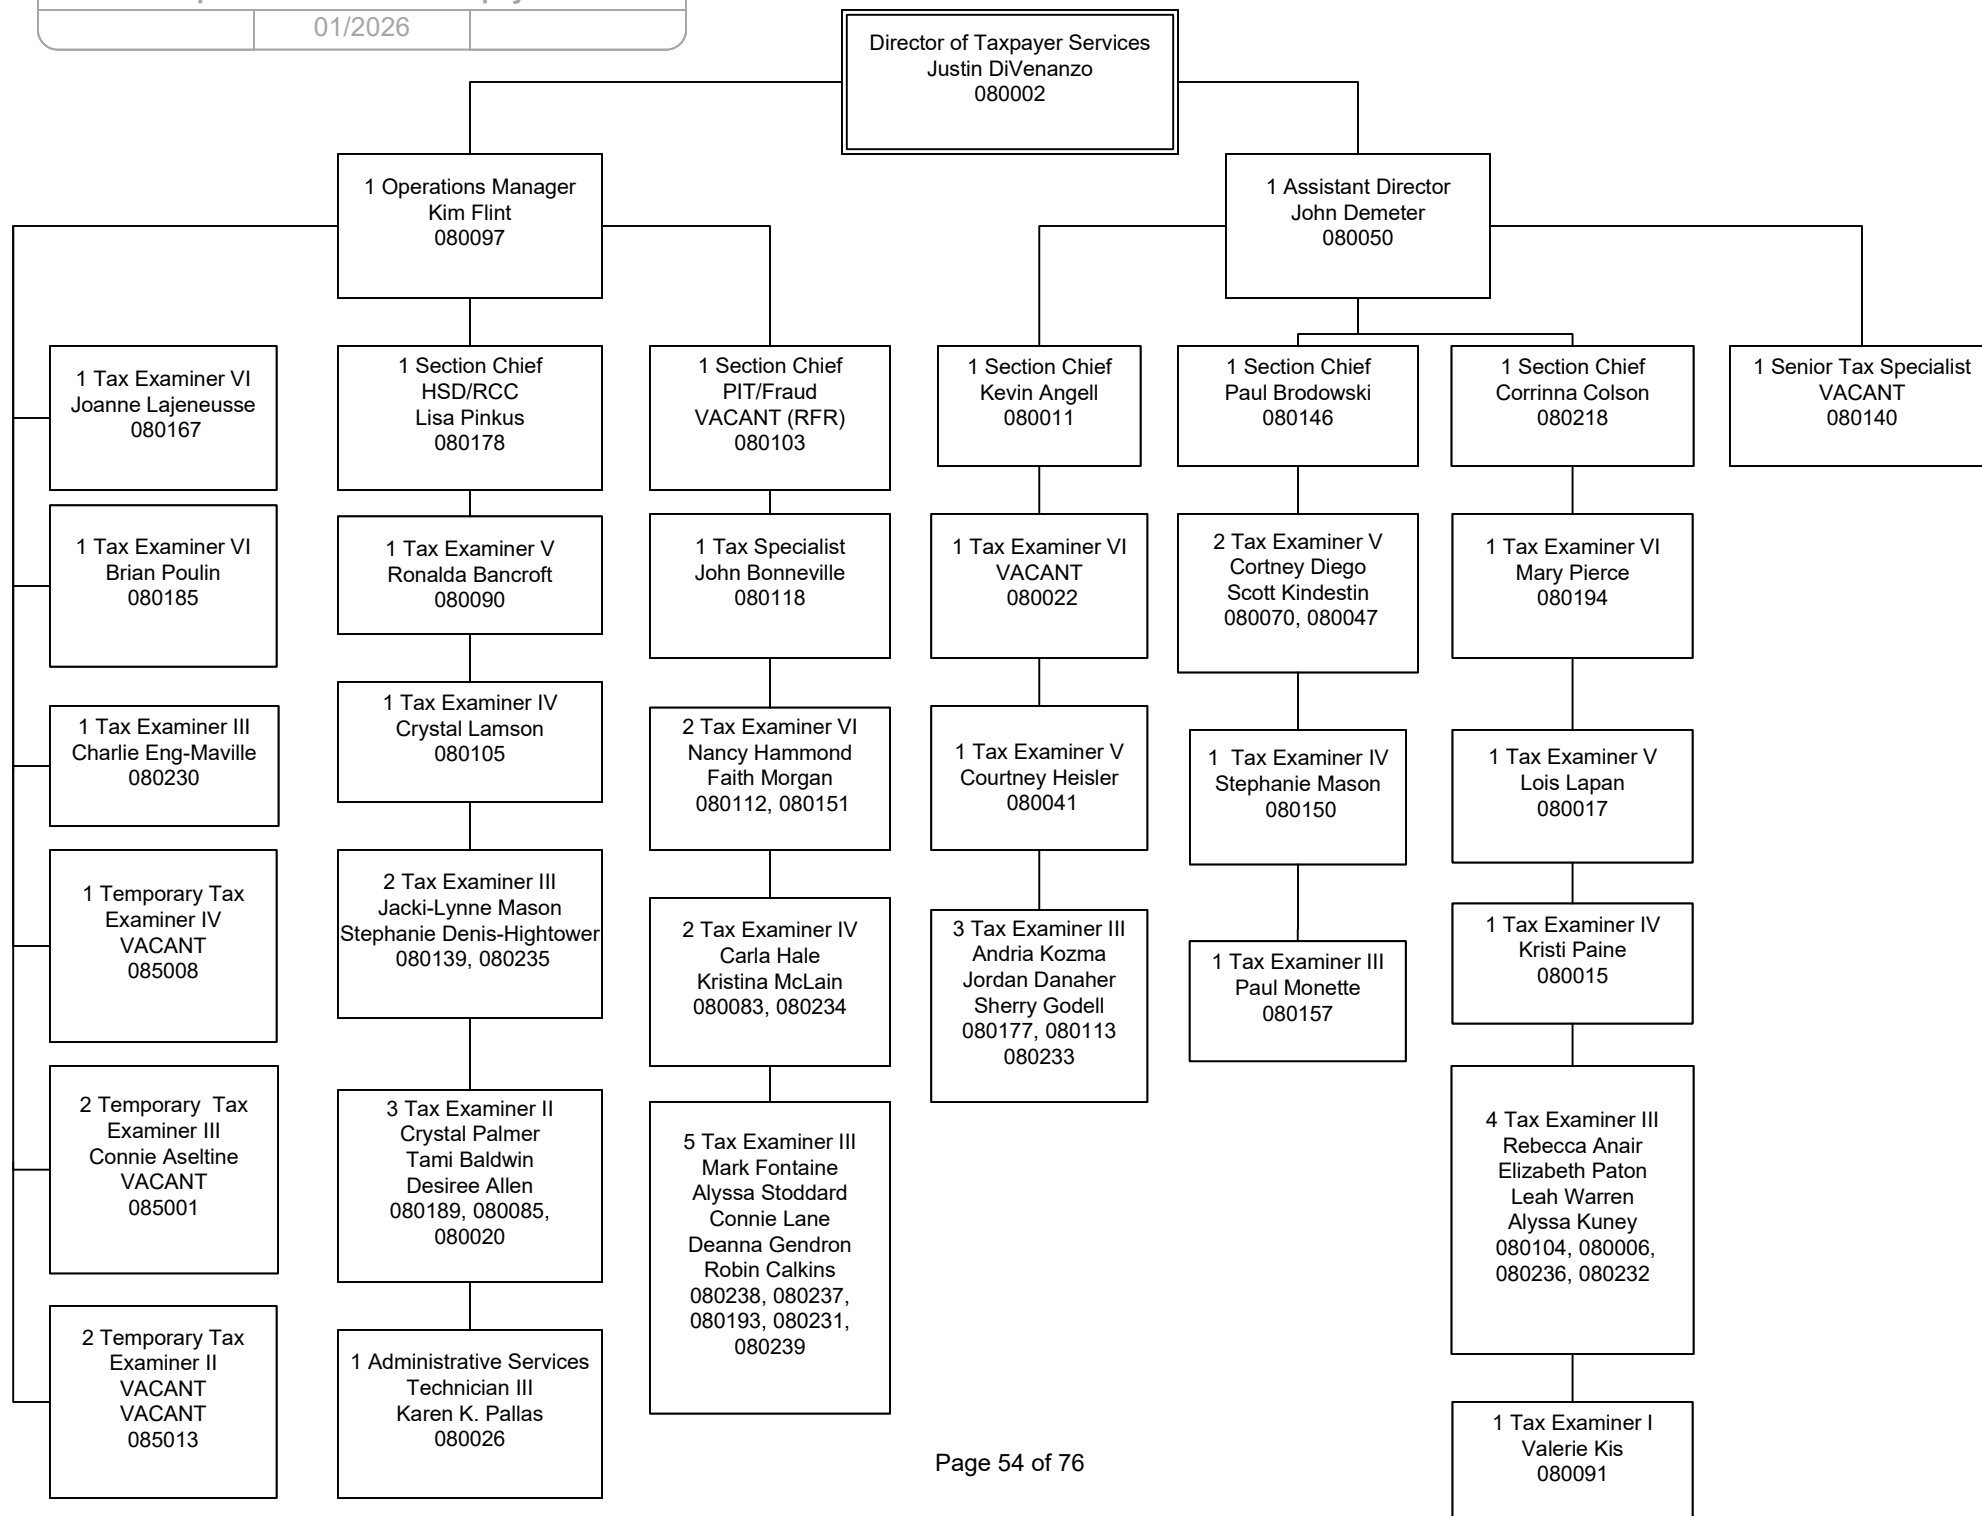 01/2026
Director of Taxpayer Services
Justin DiVenanzo
080002
1 Operations Manager
Kim Flint
080097
1 Assistant Director
John Demeter
080050
1 Tax Examiner VI
Joanne Lajeneusse
080167
1 Section Chief
HSD/RCC
Lisa Pinkus
080178
1 Section Chief
PIT/Fraud
VACANT (RFR)
080103
1 Section Chief
Kevin Angell
080011
1 Section Chief
Paul Brodowski
080146
1 Section Chief
Corrinna Colson
080218
1 Senior Tax Specialist
VACANT
080140
1 Tax Examiner VI
Brian Poulin
080185
1 Tax Examiner V
Ronalda Bancroft
080090
1 Tax Specialist
John Bonneville
080118
1 Tax Examiner VI
VACANT
080022
2 Tax Examiner V
Cortney Diego
Scott Kindestin
080070, 080047
1 Tax Examiner VI
Mary Pierce
080194
1 Tax Examiner III
Charlie Eng-Maville
080230
1 Tax Examiner IV
Crystal Lamson
080105
2 Tax Examiner VI
Nancy Hammond
Faith Morgan
080112, 080151
1 Tax Examiner V
Courtney Heisler
080041
1  Tax Examiner IV
Stephanie Mason
080150
1 Tax Examiner V
Lois Lapan
080017
1 Temporary Tax
Examiner IV
VACANT
085008
2 Tax Examiner III
Jacki-Lynne Mason
Stephanie Denis-Hightower
080139, 080235
2 Tax Examiner IV
Carla Hale
Kristina McLain
080083, 080234
3 Tax Examiner III
Andria Kozma
Jordan Danaher
Sherry Godell
080177, 080113
080233
1 Tax Examiner III
Paul Monette
080157
1 Tax Examiner IV
Kristi Paine
080015
2 Temporary  Tax
Examiner III
Connie Aseltine
VACANT
085001
3 Tax Examiner II
Crystal Palmer
Tami Baldwin
Desiree Allen
080189, 080085,
080020
5 Tax Examiner III
Mark Fontaine
Alyssa Stoddard
Connie Lane
Deanna Gendron
Robin Calkins
080238, 080237,
080193, 080231,
080239
4 Tax Examiner III
Rebecca Anair
Elizabeth Paton
Leah Warren
Alyssa Kuney
080104, 080006,
080236, 080232
2 Temporary Tax
Examiner II
VACANT
VACANT
085013
1 Administrative Services
Technician III
Karen K. Pallas
080026
1 Tax Examiner I
Valerie Kis
080091
Page 54 of 76